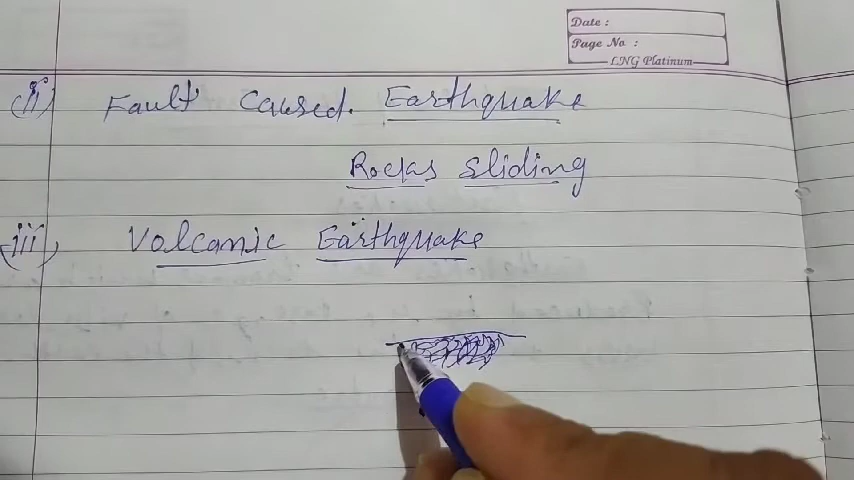 Date :
Page No :
LNG Platinum
(ii) Fault Caused. Earthquake
Rocks sliding
(iii) Volcanic Earthquake